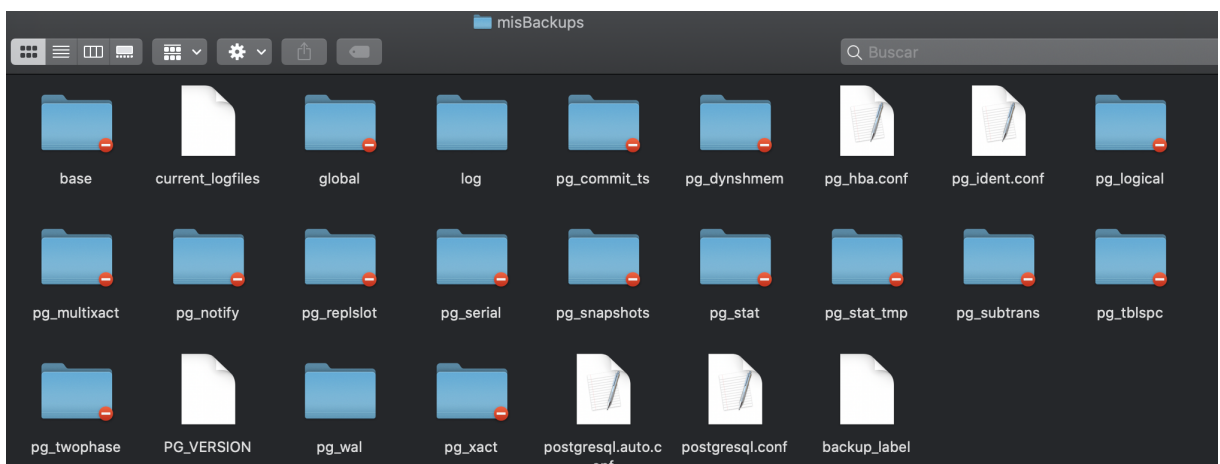 misBackups
Buscar
base current_logfiles global log pg_commit_ts pg_dynshmem pg_hba.conf pg_ident.conf pg_logical
pg_multixact pg_notify pg_replslot pg_serial pg_snapshots pg_stat pg_stat_tmp pg_subtrans pg_tblspc
pg_twophase PG_VERSION pg_wal pg_xact postgresql.auto.c postgresql.conf backup_label
onf